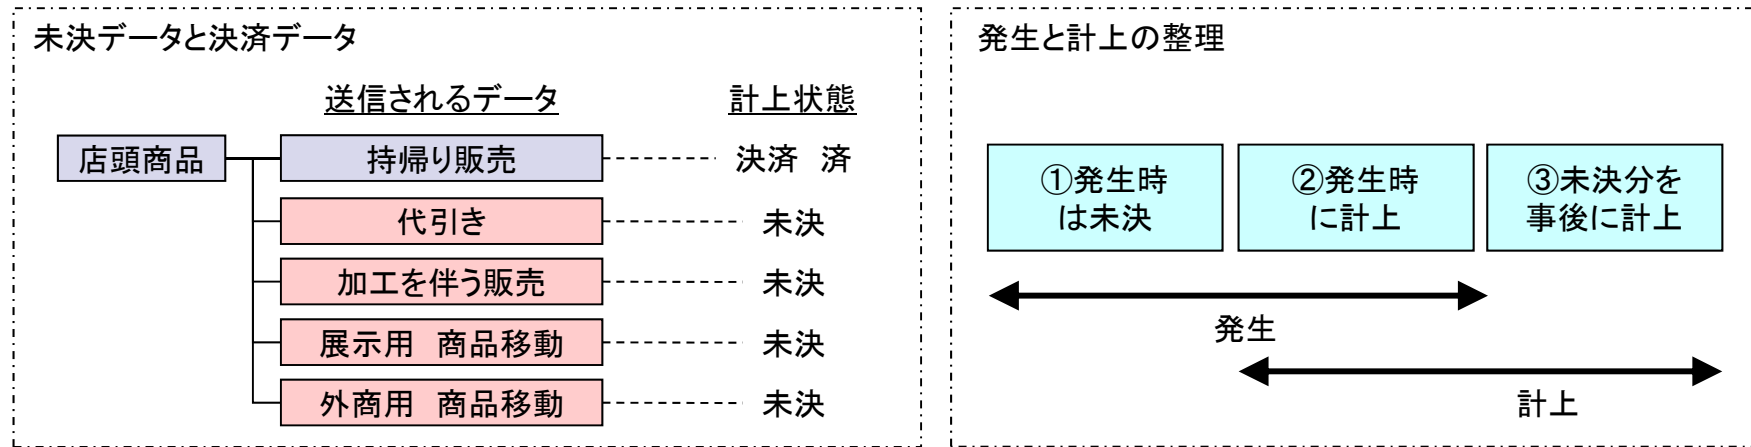 未決データと決済データ
送信されるデータ
計上状態
店頭商品
持帰り販売
決済 済
代引き
未決
加工を伴う販売
未決
展示用 商品移動
未決
外商用 商品移動
未決
発生と計上の整理
①発生時
は未決
②発生時
に計上
③未決分を
事後に計上
発生
計上